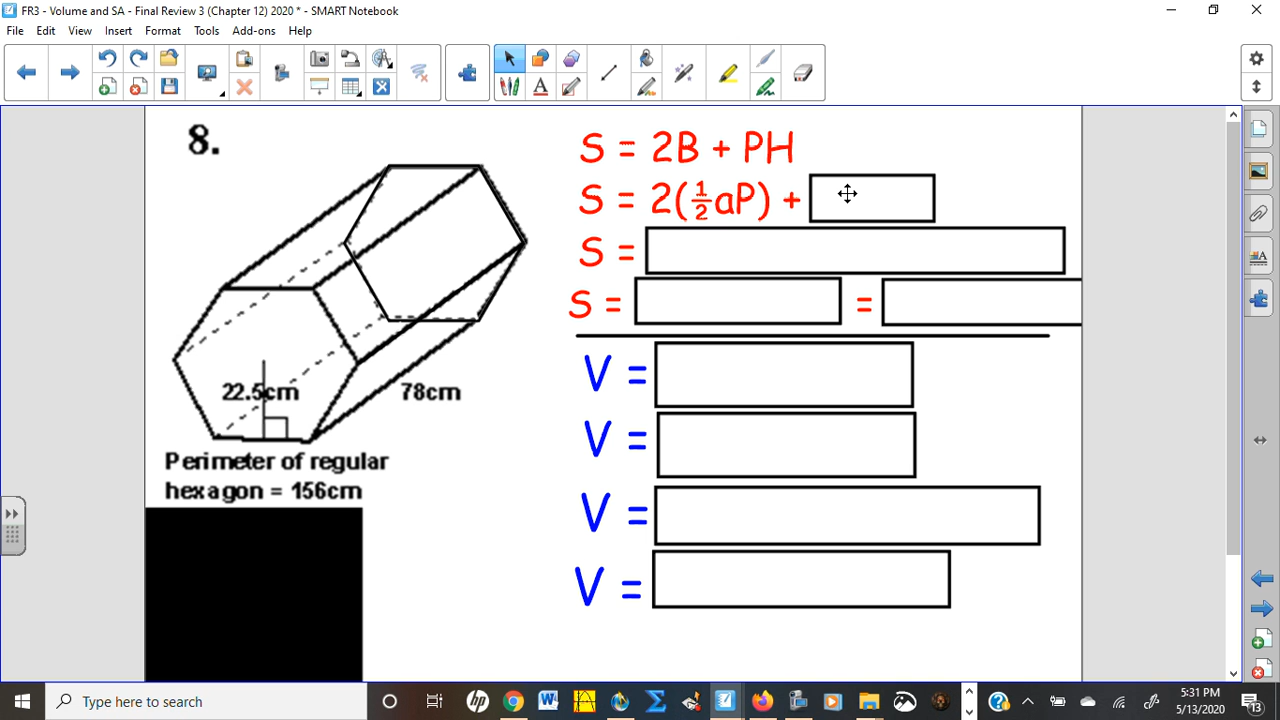 FR3 - Volume and SA - Final Review 3 (Chapter 12) 2020 * - SMART Notebook
File Edit View Insert Format Tools Add-ons Help
8.
22.5cm
78cm
Perimeter of regular
hexagon = 156cm
S = 2B + PH
S = 2(½aP) +
S =
S = =
V =
V =
V =
V =
Type here to search
5:31 PM
5/13/2020
13